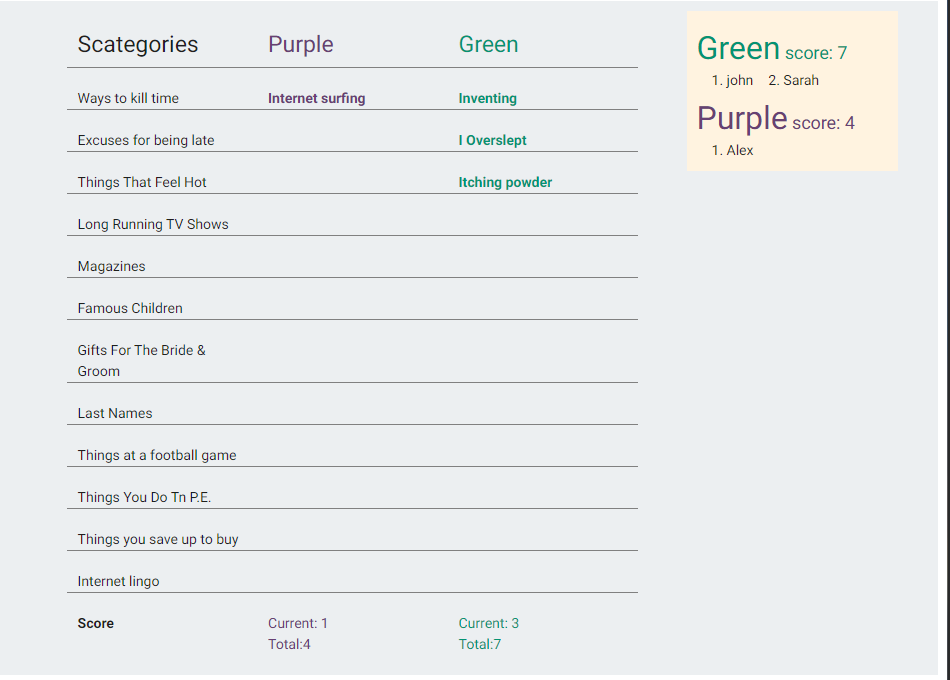 Scategories Purple Green
Ways to kill time Internet surfing Inventing
Excuses for being late I Overslept
Things That Feel Hot Itching powder
Long Running TV Shows
Magazines
Famous Children
Gifts For The Bride &
Groom
Last Names
Things at a football game
Things You Do Tn P.E.
Things you save up to buy
Internet lingo
Score Current: 1 Current: 3
Total:4 Total:7
Green score: 7
1. john 2. Sarah
Purple score: 4
1. Alex